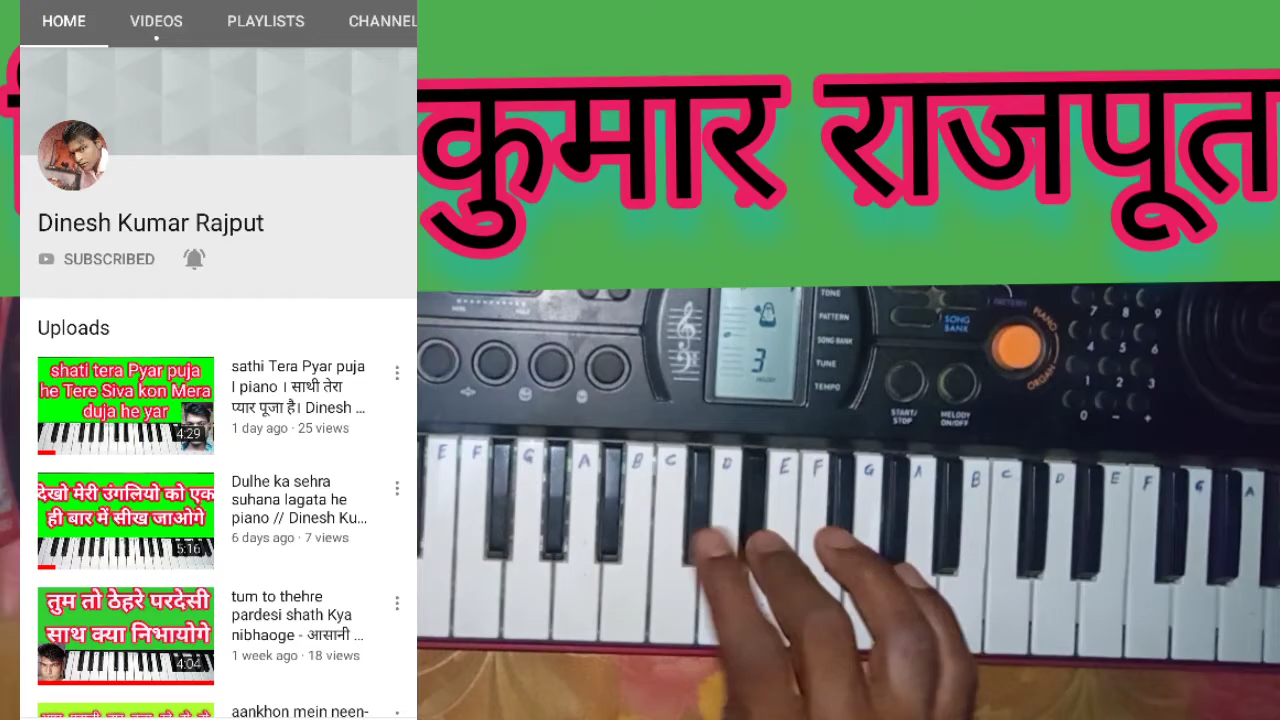 HOME VIDEOS PLAYLISTS CHANNEL
कुमार राजपूत
Dinesh Kumar Rajput
SUBSCRIBED
Uploads
shati tera Pyar puja
he Tere Siva kon Mera
duja he yar
4:29
sathi Tera Pyar puja
l piano । साथी तेरा
प्यार पूजा है। Dinesh ...
1 day ago · 25 views
देखो मेरी उंगलियो को एक
ही बार में सीख जाओगे
5:16
Dulhe ka sehra
suhana lagata he
piano // Dinesh Ku...
6 days ago · 7 views
तुम तो ठेहरे परदेसी
साथ क्या निभायोगे
4:04
tum to thehre
pardesi shath Kya
nibhaoge - आसानी ...
1 week ago · 18 views
aankhon mein neen-
TONE
PATTERN
SONG BANK
TUNE
TEMPO
3
SONG
BANK
PIANO
ORGAN
START/
STOP
MELODY
ON/OFF
7 8 9
4 5 6
1 2 3
0 − +
E F G A B C D E F G A B C D E F G A